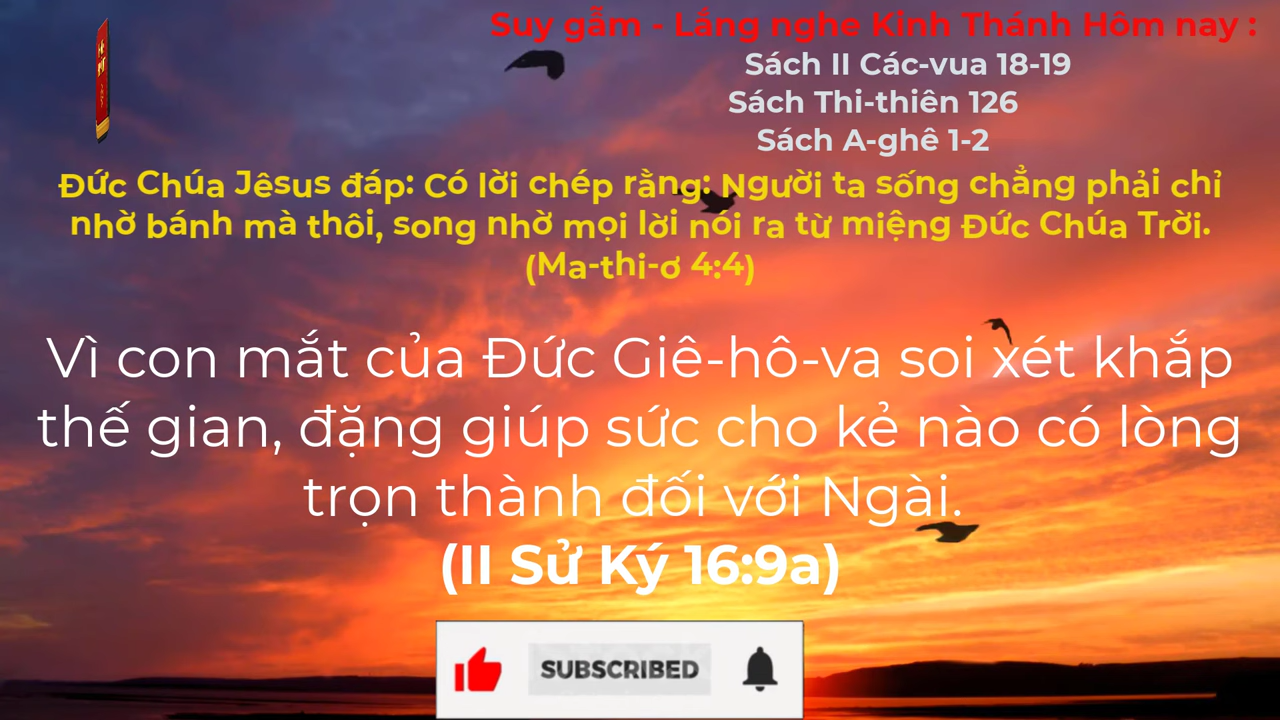 Suy gẫm - Lắng nghe Kinh Thánh Hôm nay :
Sách II Các-vua 18-19
Sách Thi-thiên 126
Sách A-ghê 1-2
Đức Chúa Jêsus đáp: Có lời chép rằng: Người ta sống chẳng phải chỉ
nhờ bánh mà thôi, song nhờ mọi lời nói ra từ miệng Đức Chúa Trời.
(Ma-thi-ơ 4:4)
Vì con mắt của Đức Giê-hô-va soi xét khắp
thế gian, đặng giúp sức cho kẻ nào có lòng
trọn thành đối với Ngài.
(II Sử Ký 16:9a)
SUBSCRIBED